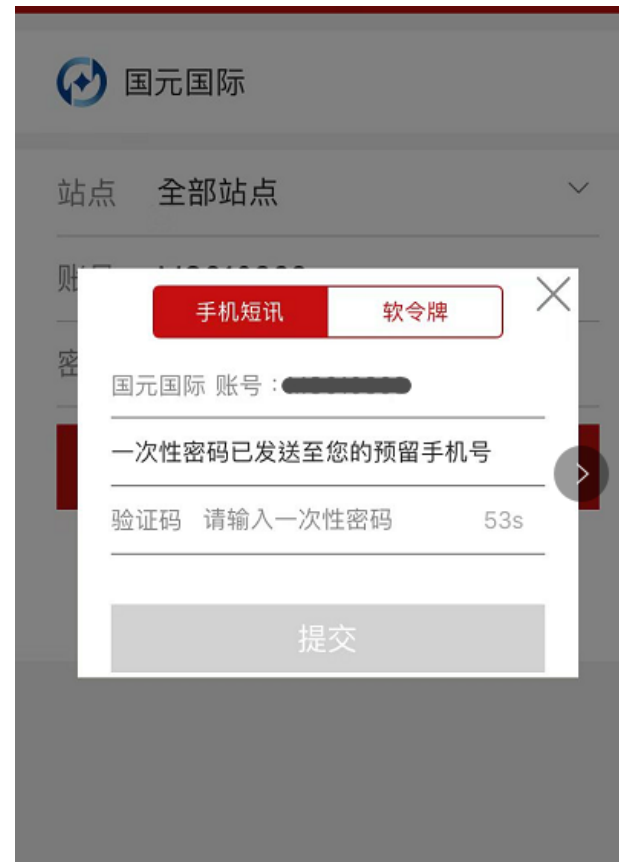 国元国际
站点 全部站点
账
手机短讯 软令牌
密
国元国际 账号：
一次性密码已发送至您的预留手机号
验证码 请输入一次性密码 53s
提交